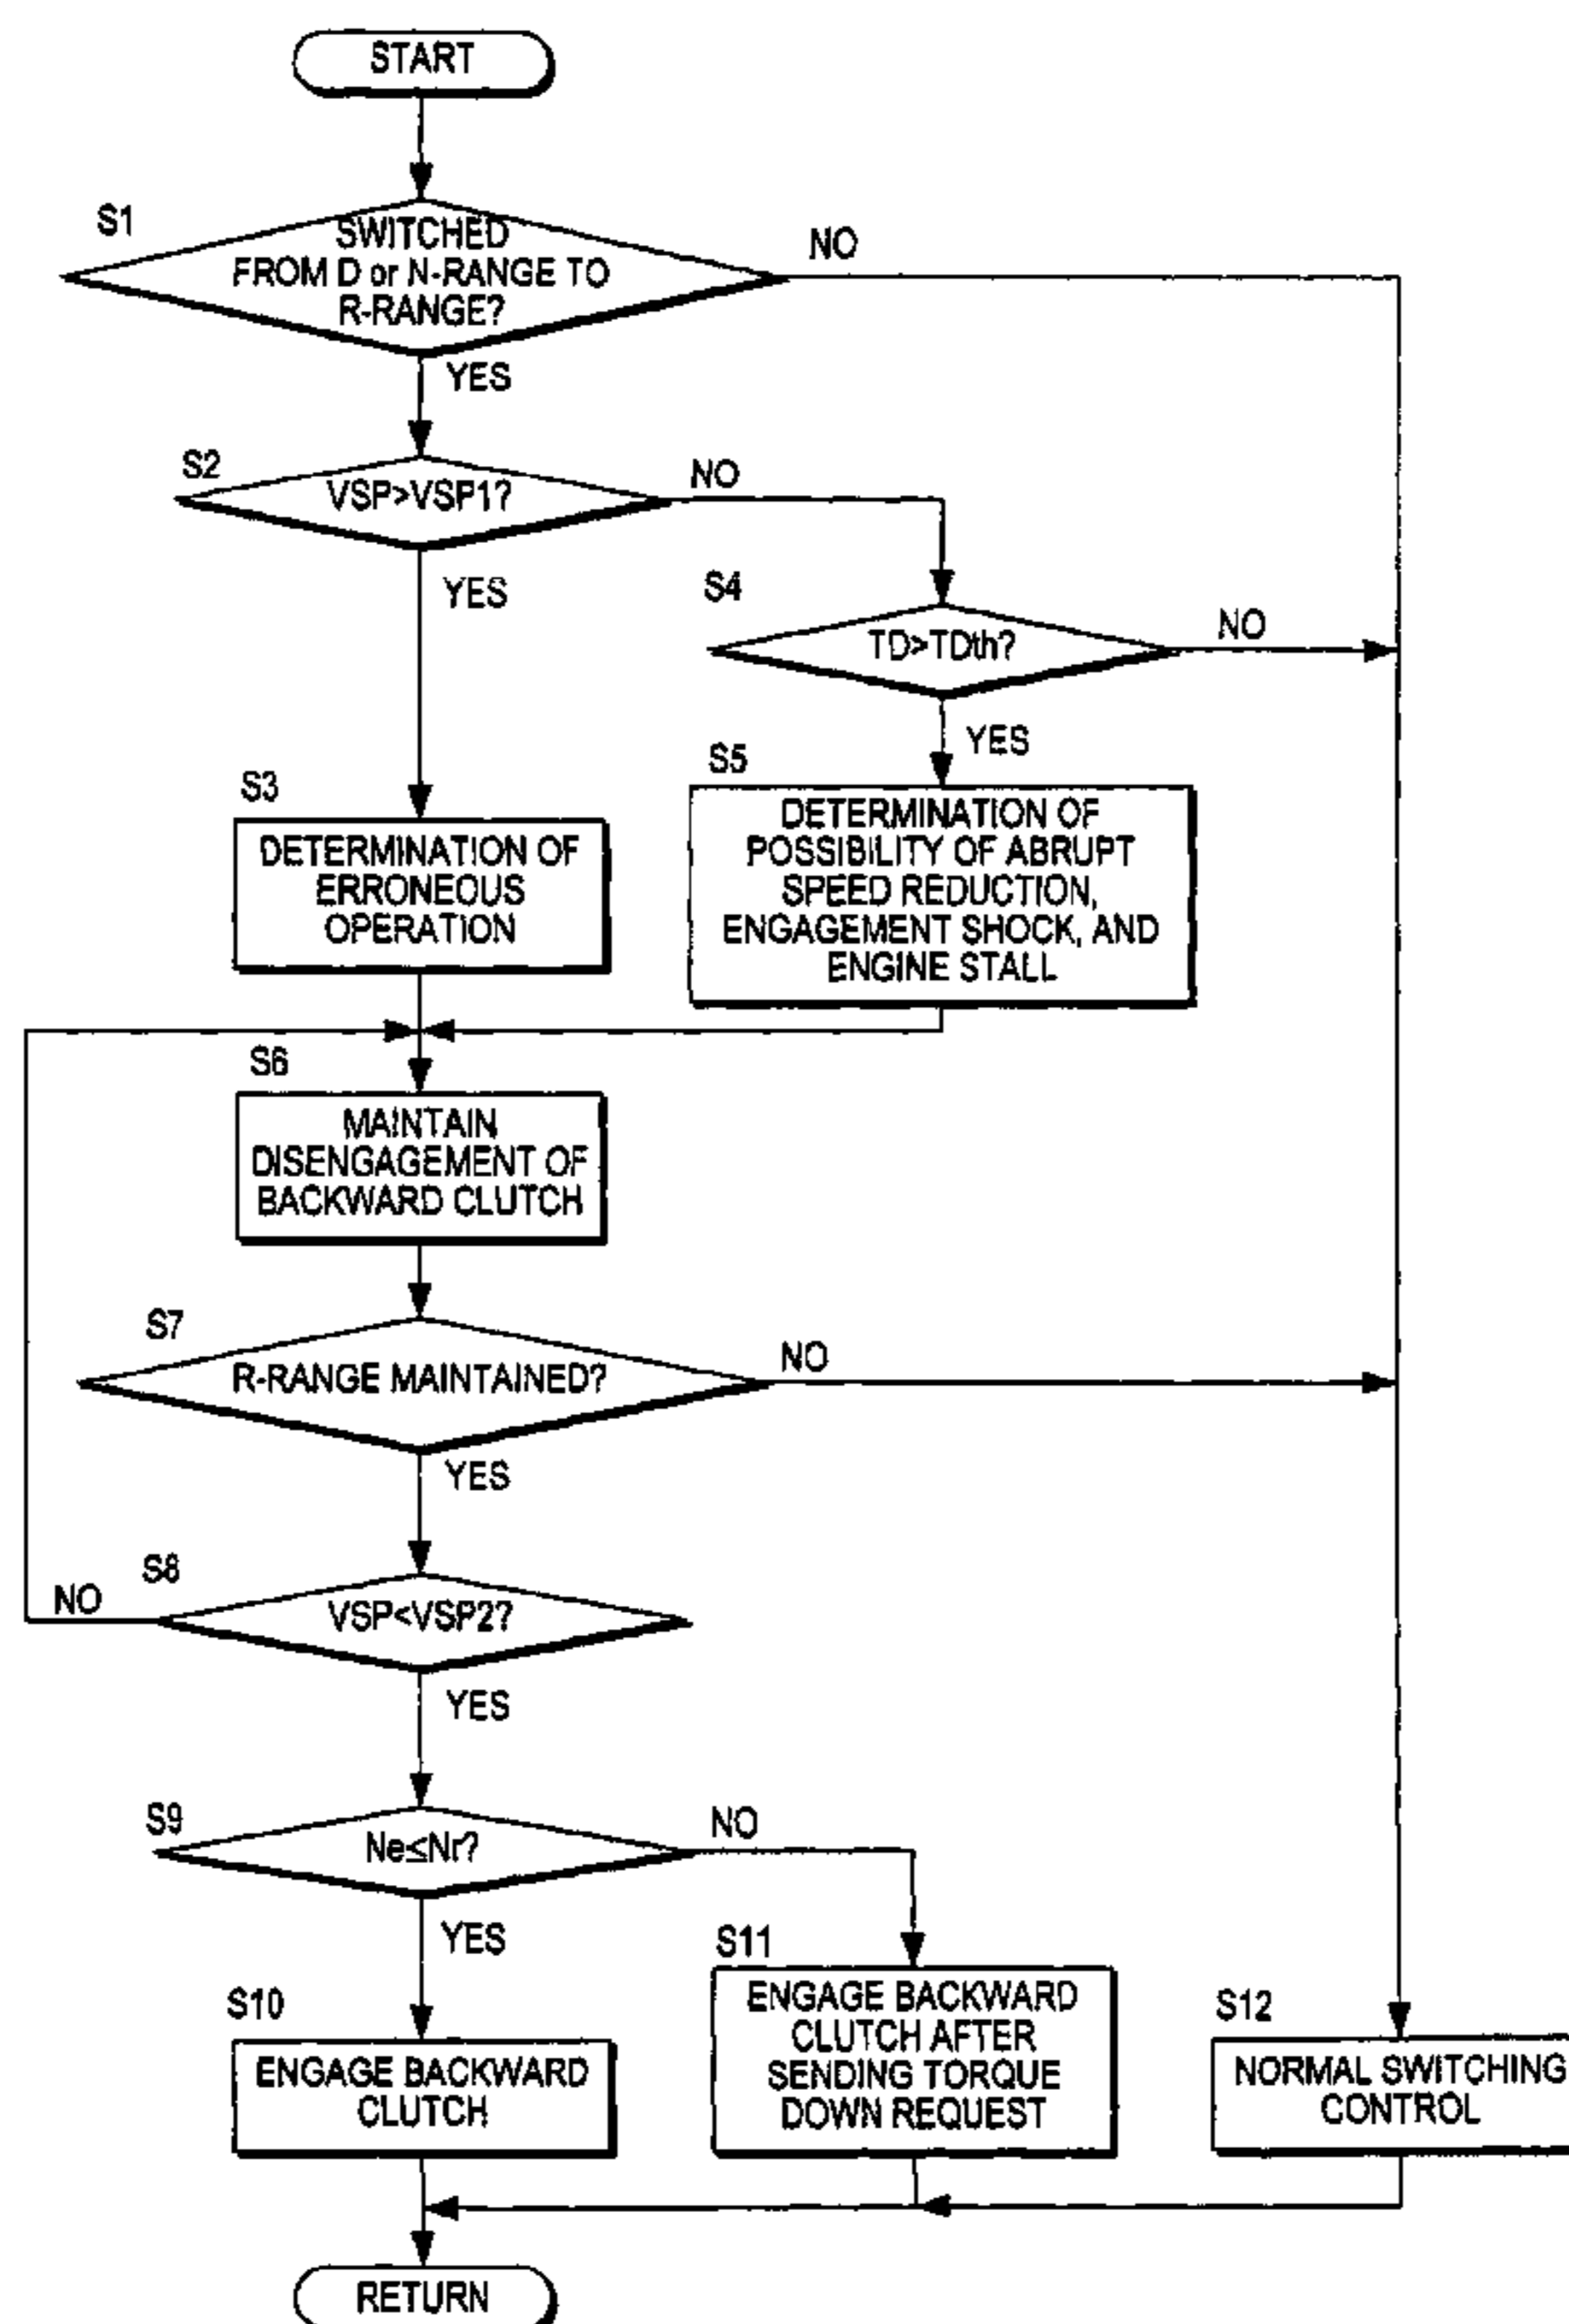 START
S1
SWITCHED
FROM D or N-RANGE TO
R-RANGE?
NO
YES
S2
VSP>VSP1?
NO
YES
S4
TD>TDth?
NO
YES
S3
DETERMINATION OF
ERRONEOUS
OPERATION
S5
DETERMINATION OF
POSSIBILITY OF ABRUPT
SPEED REDUCTION,
ENGAGEMENT SHOCK, AND
ENGINE STALL
S6
MAINTAIN
DISENGAGEMENT OF
BACKWARD CLUTCH
S7
R-RANGE MAINTAINED?
NO
YES
S8
NO
VSP<VSP2?
YES
S9
Ne≤Nr?
NO
YES
S10
ENGAGE BACKWARD
CLUTCH
S11
ENGAGE BACKWARD
CLUTCH AFTER
SENDING TORQUE
DOWN REQUEST
S12
NORMAL SWITCHING
CONTROL
RETURN